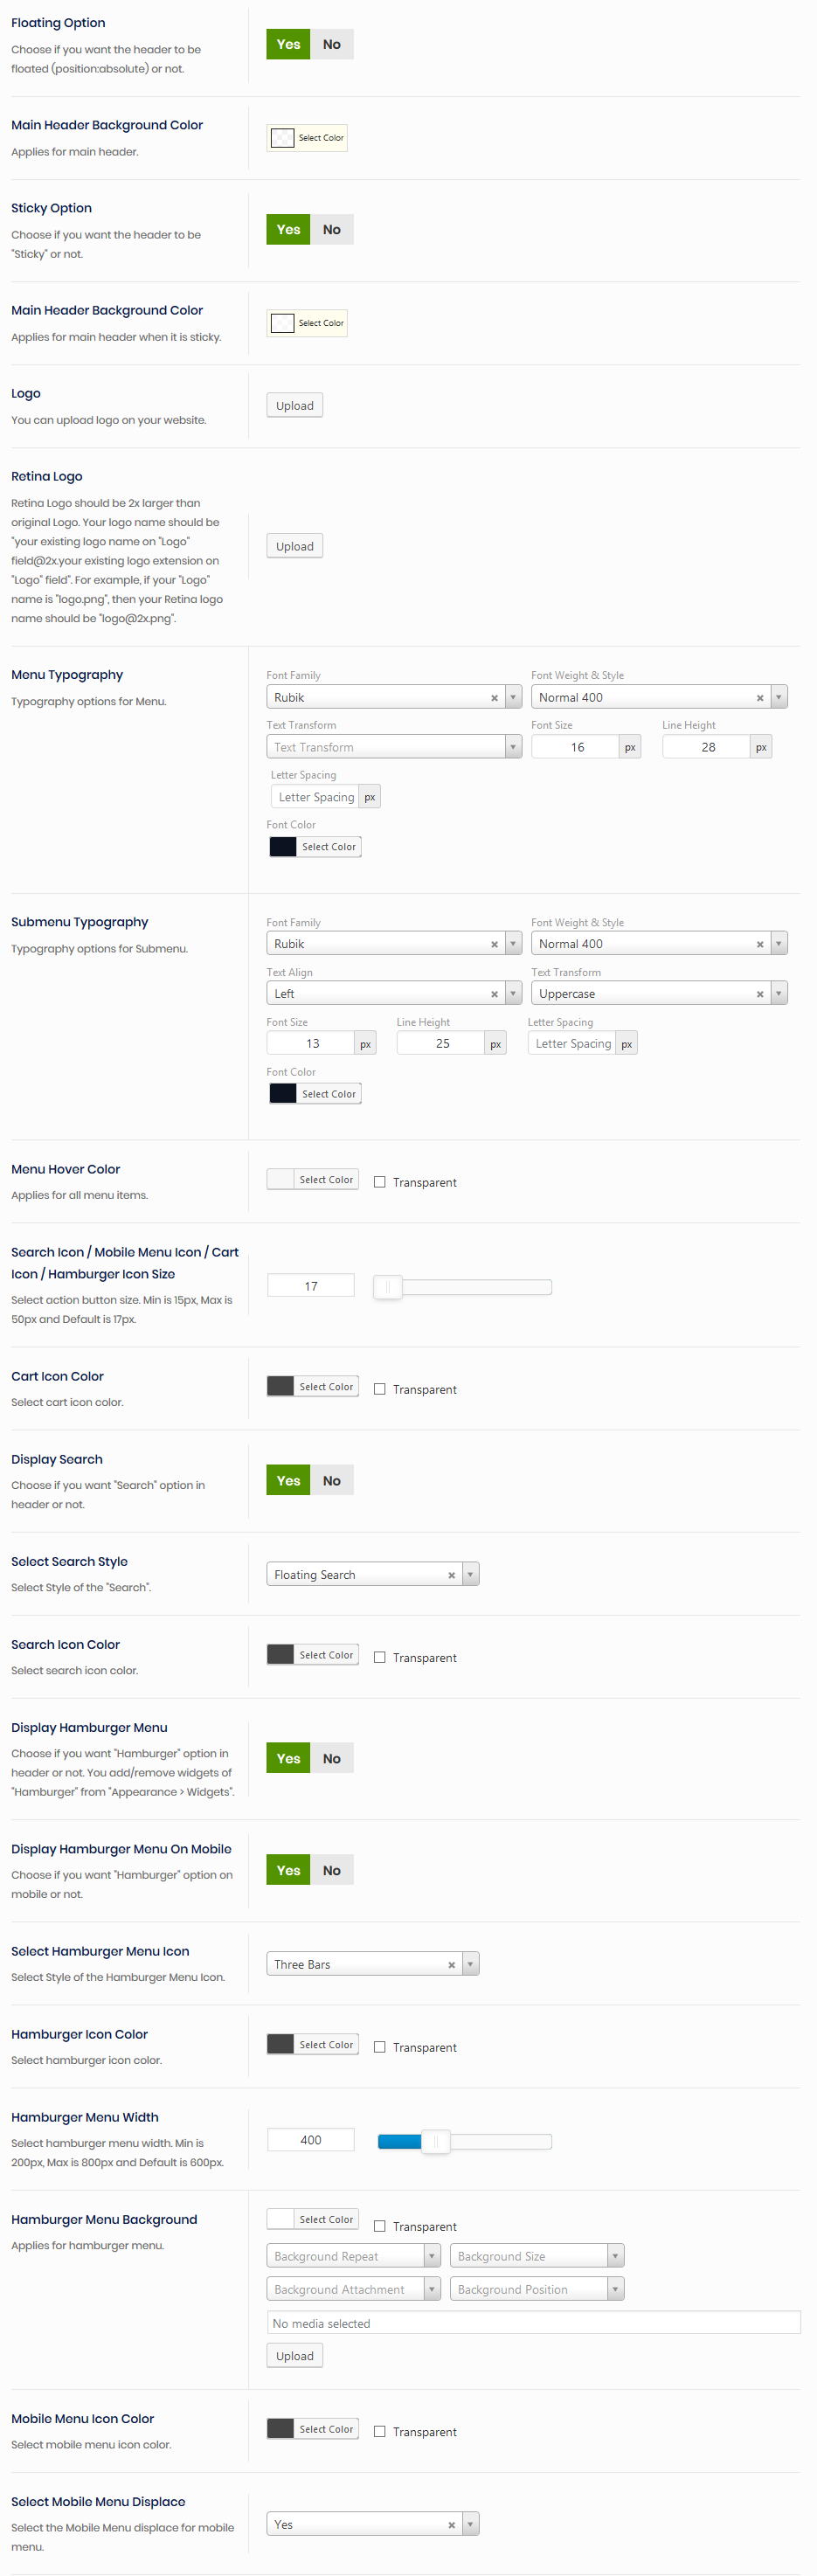 Floating Option
Choose if you want the header to be
floated (position:absolute) or not.
Yes No
Main Header Background Color
Applies for main header.
Select Color
Sticky Option
Choose if you want the header to be
"Sticky" or not.
Yes No
Main Header Background Color
Applies for main header when it is sticky.
Select Color
Logo
You can upload logo on your website.
Upload
Retina Logo
Retina Logo should be 2x larger than
original Logo. Your logo name should be
"your existing logo name on "Logo"
field@2x.your existing logo extension on
"Logo" field". For example, if your "Logo"
name is "logo.png", then your Retina logo
name should be "logo@2x.png".
Upload
Menu Typography
Typography options for Menu.
Font Family Font Weight & Style
Rubik × Normal 400 ×
Text Transform Font Size Line Height
Text Transform 16 px 28 px
Letter Spacing
Letter Spacing px
Font Color
Select Color
Submenu Typography
Typography options for Submenu.
Font Family Font Weight & Style
Rubik × Normal 400 ×
Text Align Text Transform
Left × Uppercase ×
Font Size Line Height Letter Spacing
13 px 25 px Letter Spacing px
Font Color
Select Color
Menu Hover Color
Applies for all menu items.
Select Color Transparent
Search Icon / Mobile Menu Icon / Cart
Icon / Hamburger Icon Size
Select action button size. Min is 15px, Max is
50px and Default is 17px.
17
Cart Icon Color
Select cart icon color.
Select Color Transparent
Display Search
Choose if you want "Search" option in
header or not.
Yes No
Select Search Style
Select Style of the "Search".
Floating Search ×
Search Icon Color
Select search icon color.
Select Color Transparent
Display Hamburger Menu
Choose if you want "Hamburger" option in
header or not. You add/remove widgets of
"Hamburger" from "Appearance > Widgets".
Yes No
Display Hamburger Menu On Mobile
Choose if you want "Hamburger" option on
mobile or not.
Yes No
Select Hamburger Menu Icon
Select Style of the Hamburger Menu Icon.
Three Bars ×
Hamburger Icon Color
Select hamburger icon color.
Select Color Transparent
Hamburger Menu Width
Select hamburger menu width. Min is
200px, Max is 800px and Default is 600px.
400
Hamburger Menu Background
Applies for hamburger menu.
Select Color Transparent
Background Repeat Background Size
Background Attachment Background Position
No media selected
Upload
Mobile Menu Icon Color
Select mobile menu icon color.
Select Color Transparent
Select Mobile Menu Displace
Select the Mobile Menu displace for mobile
menu.
Yes ×